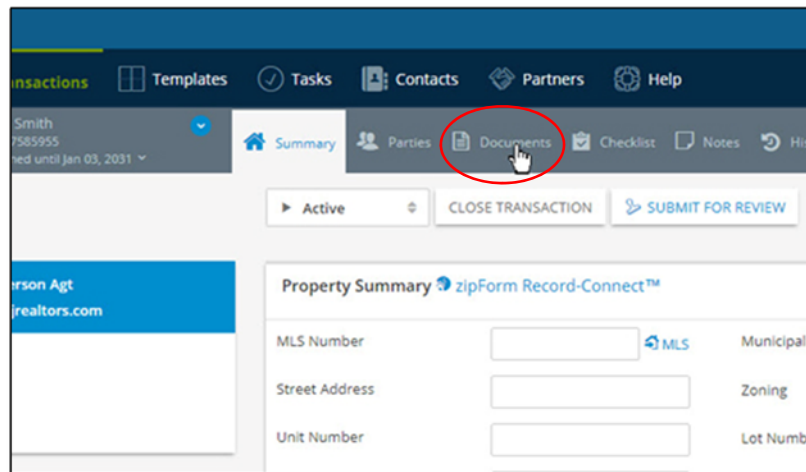 nsactions Templates Tasks Contacts Partners Help
Smith
7585955
ned until Jan 03, 2031
Summary Parties Documents Checklist Notes His
Active CLOSE TRANSACTION SUBMIT FOR REVIEW
erson Agt
jrealtors.com
Property Summary zipForm Record-Connect™
MLS Number MLS Municipal
Street Address Zoning
Unit Number Lot Numb